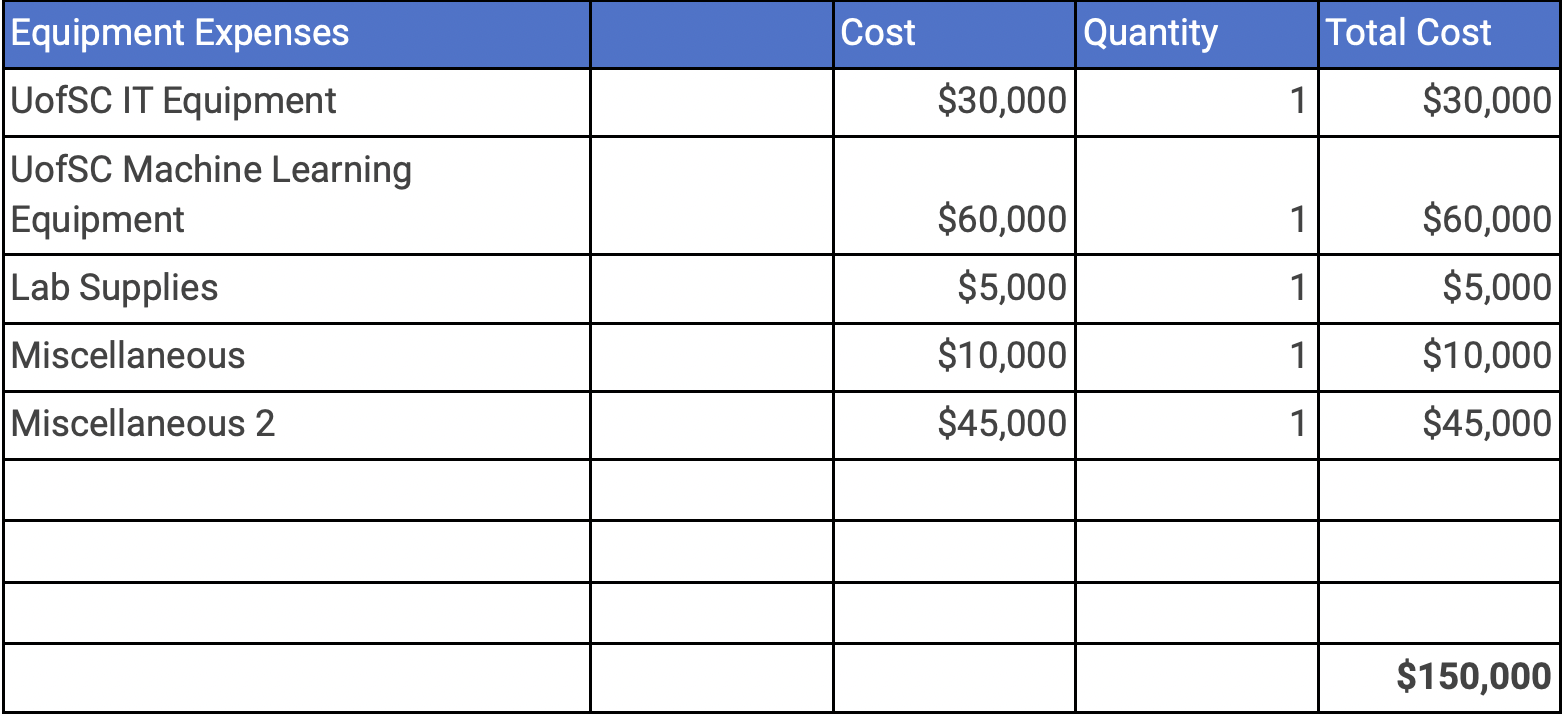 Equipment Expenses Cost Quantity Total Cost
UofSC IT Equipment $30,000 1 $30,000
UofSC Machine Learning
Equipment $60,000 1 $60,000
Lab Supplies $5,000 1 $5,000
Miscellaneous $10,000 1 $10,000
Miscellaneous 2 $45,000 1 $45,000
$150,000